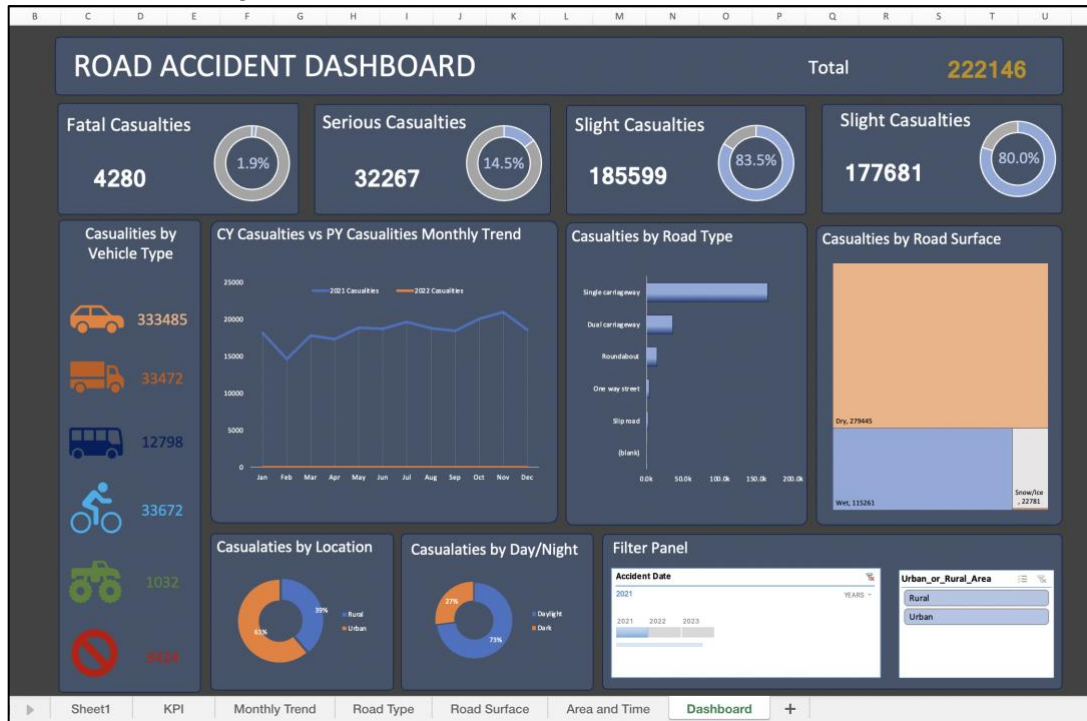 B C D E F G H I J K L M N O P Q R S T U
ROAD ACCIDENT DASHBOARD
Total
222146
Fatal Casualties
4280
1.9%
Serious Casualties
32267
14.5%
Slight Casualties
185599
83.5%
Slight Casualties
177681
80.0%
Casualities by
Vehicle Type
333485
33472
12798
33672
1032
CY Casualties vs PY Casualities Monthly Trend
25000
20000
15000
10000
5000
0
2021 Casualities
2022 Casualities
Jan Feb Mar Apr May Jun Jul Aug Sep Oct Nov Dec
Casualties by Road Type
Single carriageway
Dual carriageway
Roundabout
One way street
Slip road
(blank)
0.0k 50.0k 100.0k 150.0k 200.0k
Casualties by Road Surface
Dry, 279445
Wet, 115261
Snow/Ice
, 22781
Casualaties by Location
39%
61%
Rural
Urban
Casualaties by Day/Night
27%
73%
Daylight
Dark
Filter Panel
Accident Date
2021
YEARS
2021 2022 2023
Urban_or_Rural_Area
Rural
Urban
Sheet1 KPI Monthly Trend Road Type Road Surface Area and Time Dashboard +